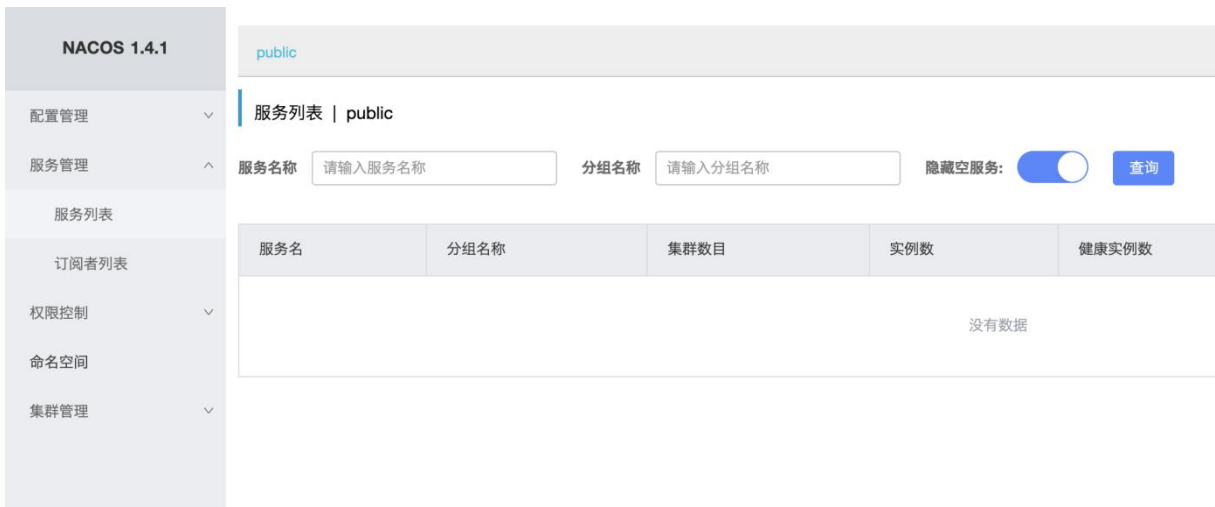 NACOS 1.4.1
配置管理
服务管理
服务列表
订阅者列表
权限控制
命名空间
集群管理
public
服务列表 | public
服务名称 请输入服务名称 分组名称 请输入分组名称 隐藏空服务: 查询
服务名 分组名称 集群数目 实例数 健康实例数
没有数据